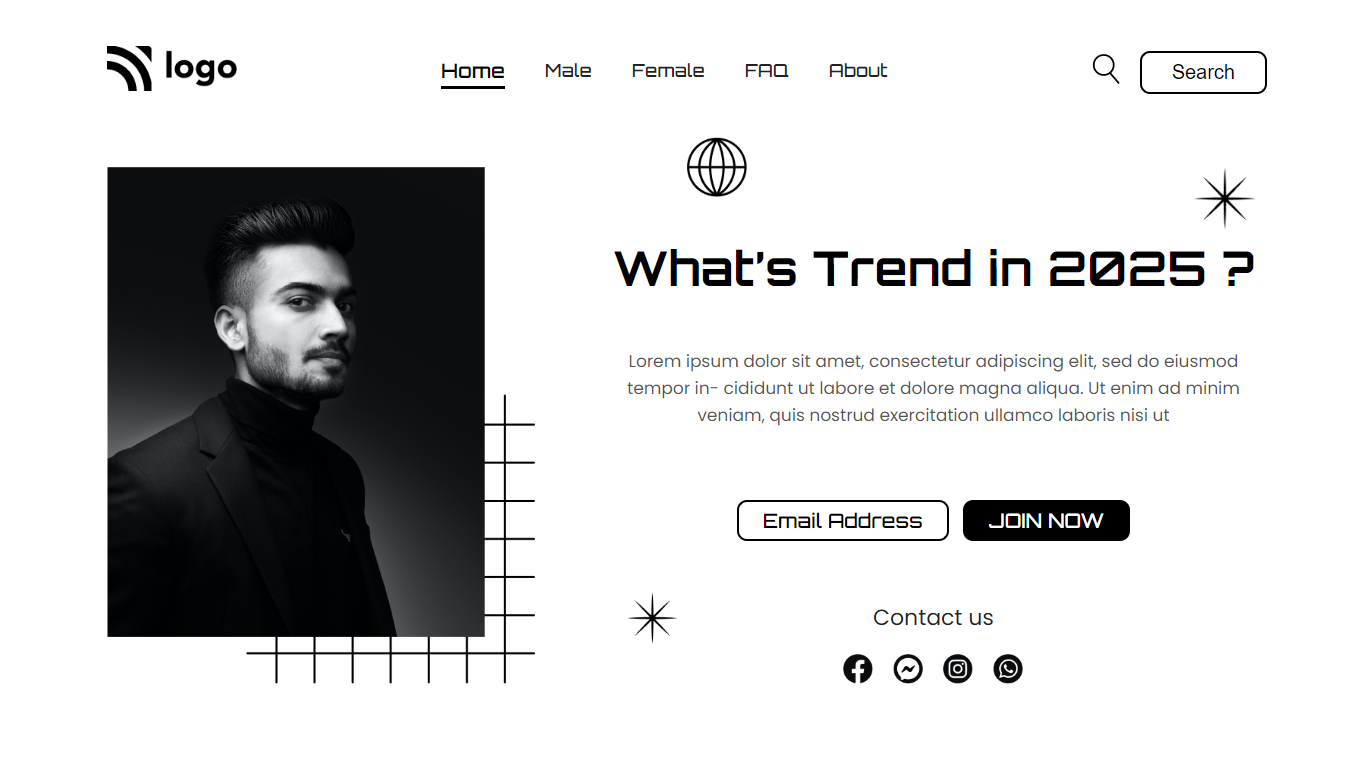 logo
Home Male Female FAQ About
Search
What's Trend in 2025 ?
Lorem ipsum dolor sit amet, consectetur adipiscing elit, sed do eiusmod
tempor in- cididunt ut labore et dolore magna aliqua. Ut enim ad minim
veniam, quis nostrud exercitation ullamco laboris nisi ut
Email Address JOIN NOW
Contact us